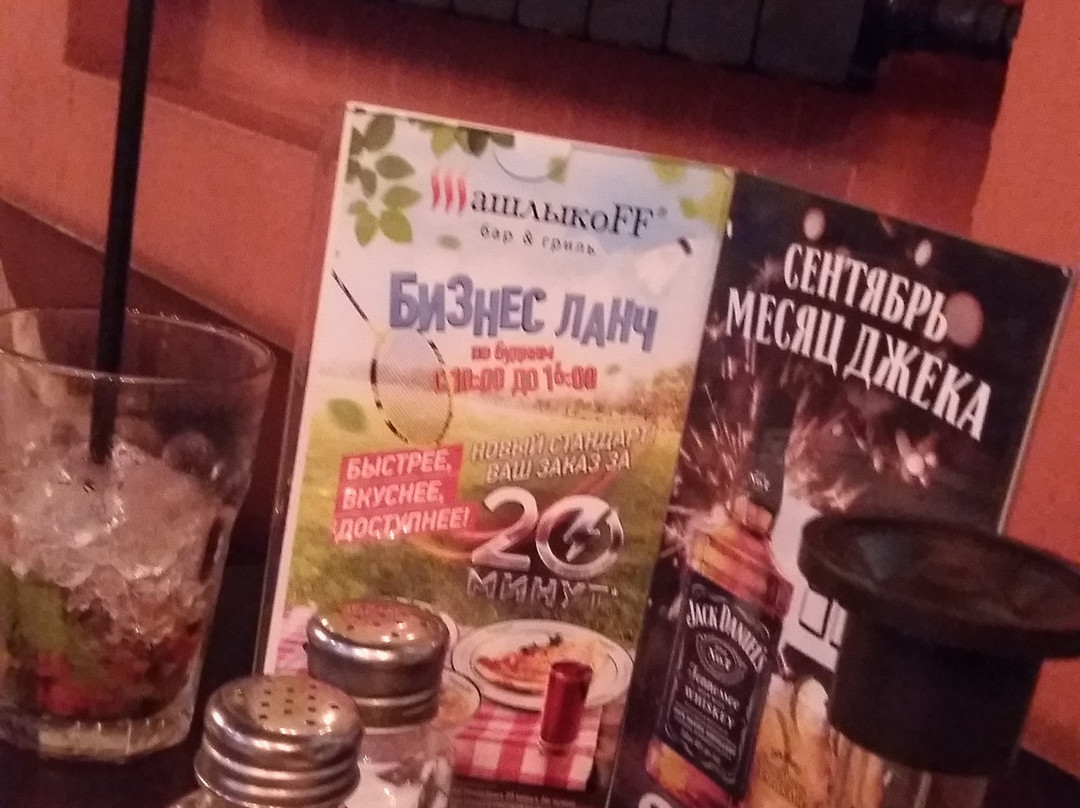 ШашлыкоFF®
бар & гриль
БИЗНЕС ЛАНЧ
по будням
С 10:00 ДО 16:00
НОВЫЙ СТАНДАРТ
ВАШ ЗАКАЗ ЗА
20
МИНУТ
БЫСТРЕЕ,
ВКУСНЕЕ,
ДОСТУПНЕЕ!
СЕНТЯБРЬ
МЕСЯЦ ДЖЕКА
JACK DANIEL'S
Tennessee
WHISKEY